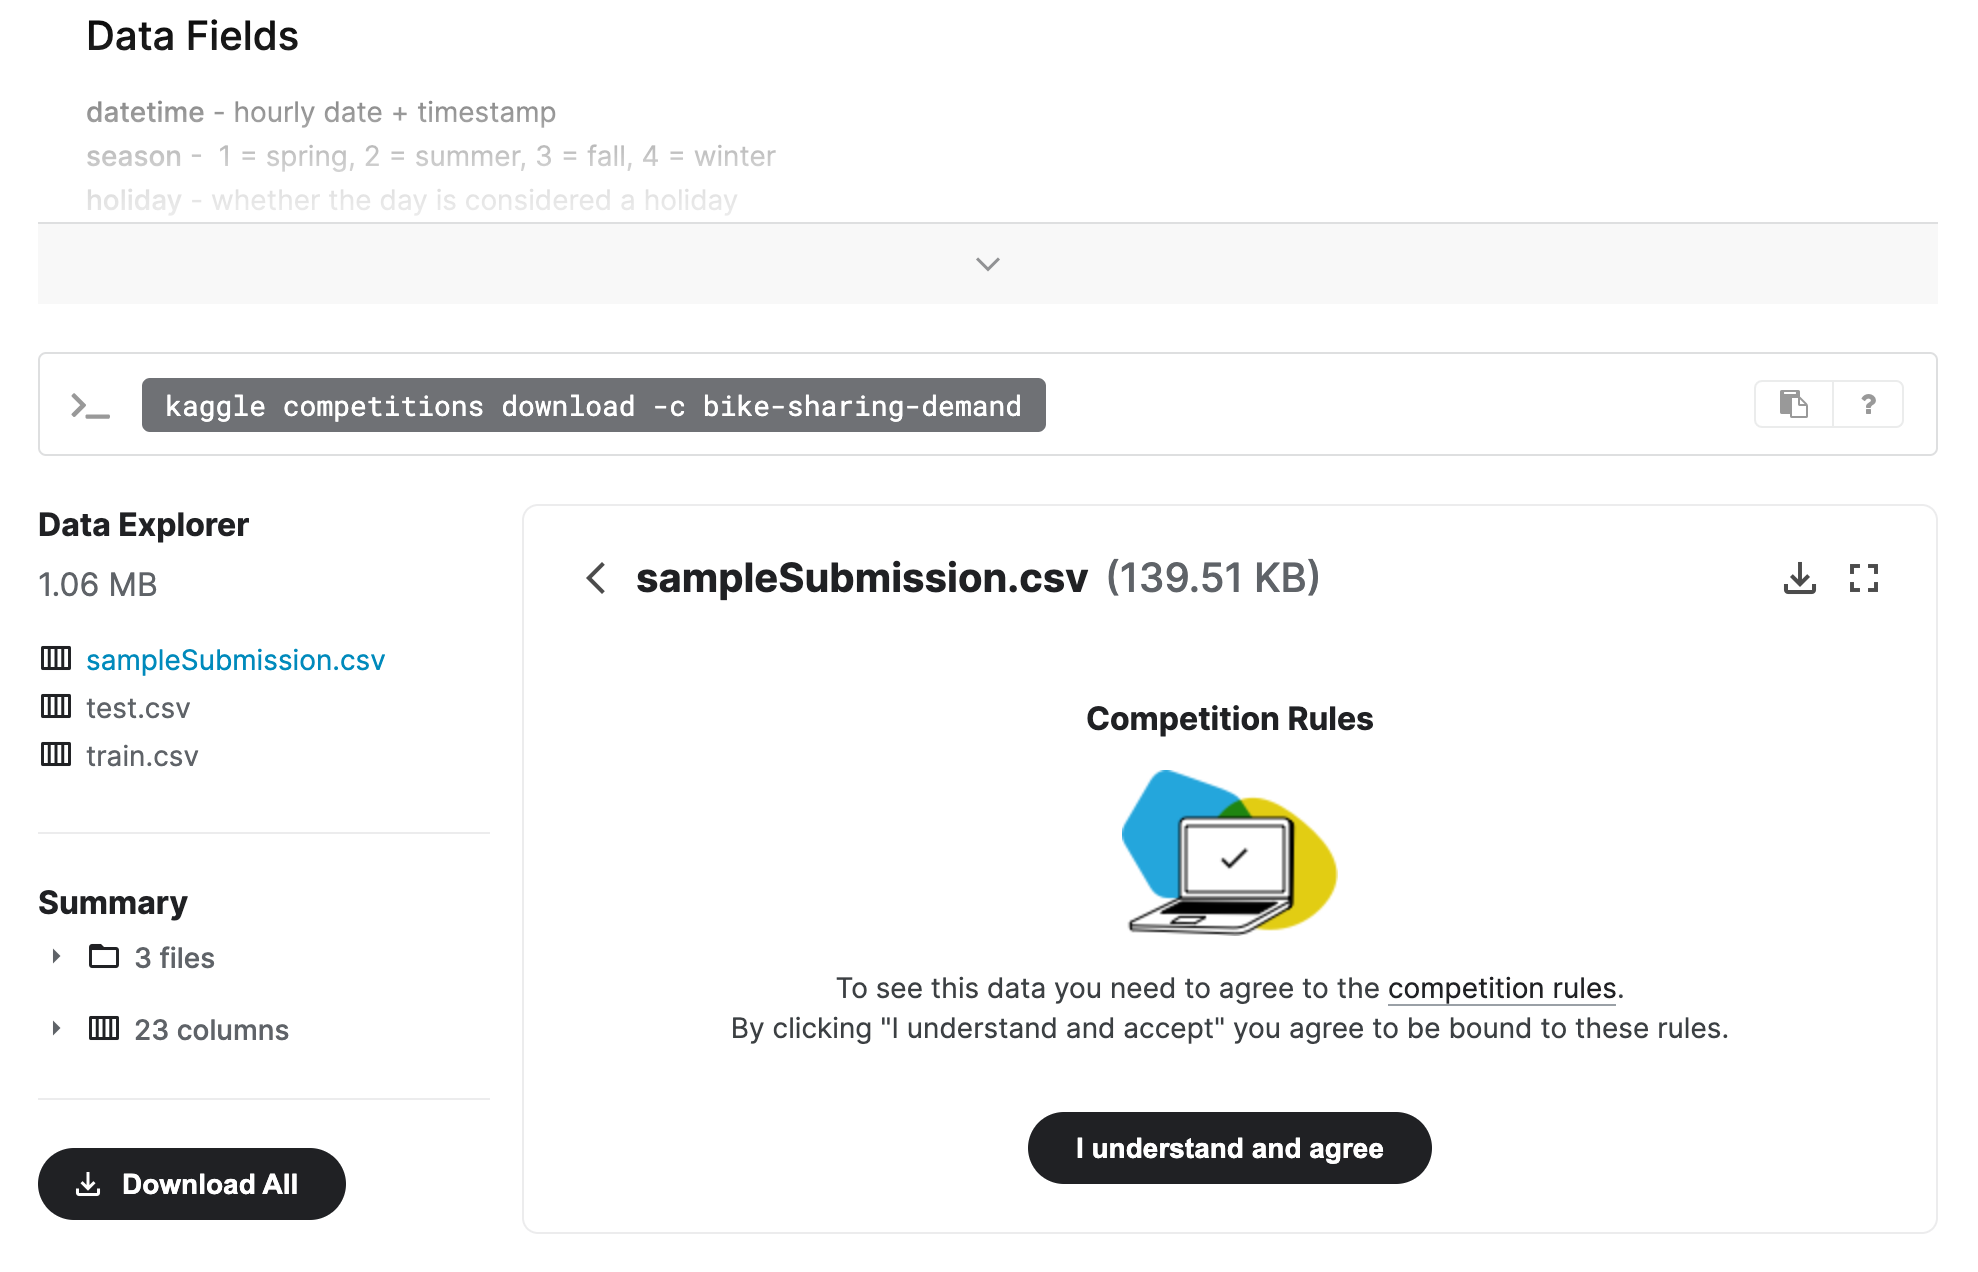 Data Fields
datetime - hourly date + timestamp
season - 1 = spring, 2 = summer, 3 = fall, 4 = winter
holiday - whether the day is considered a holiday
kaggle competitions download -c bike-sharing-demand
?
Data Explorer
1.06 MB
sampleSubmission.csv
test.csv
train.csv
Summary
3 files
23 columns
Download All
sampleSubmission.csv (139.51 KB)
Competition Rules
To see this data you need to agree to the competition rules.
By clicking "I understand and accept" you agree to be bound to these rules.
I understand and agree